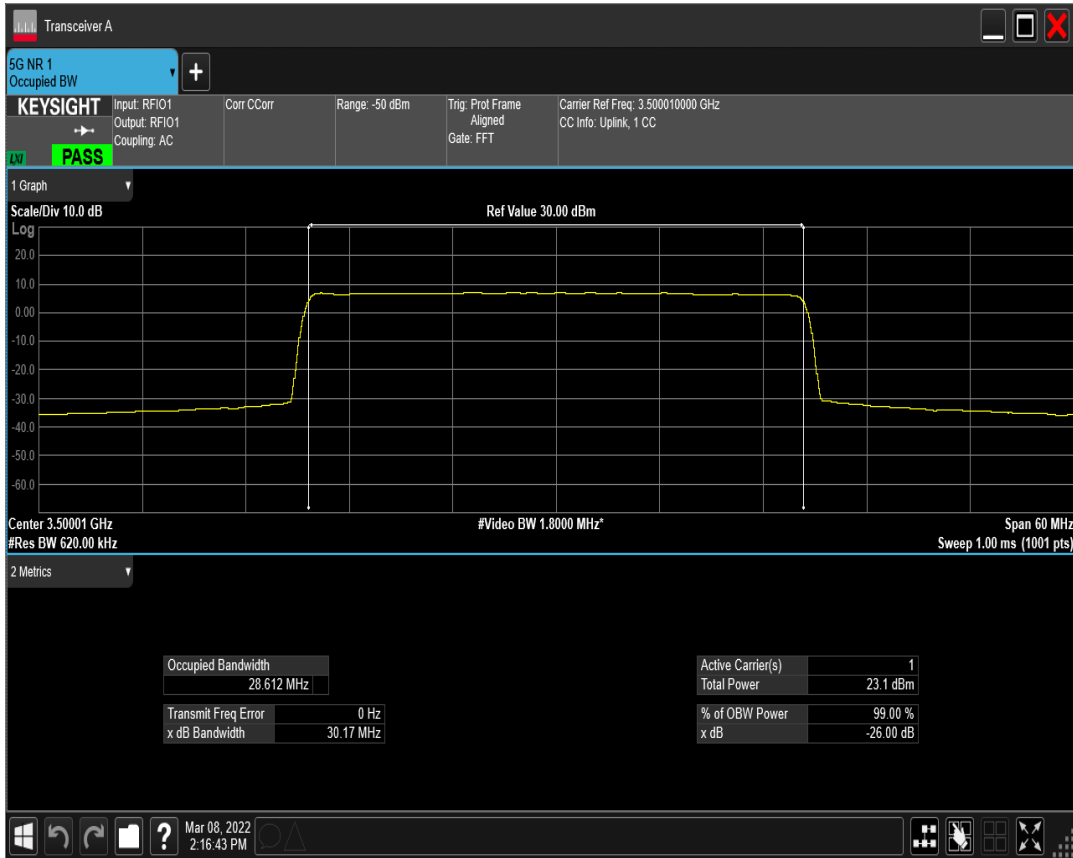 Transceiver A
5G NR 1
Occupied BW
KEYSIGHT
LXI
PASS
Input: RFIO1
Output: RFIO1
Coupling: AC
Corr CCorr
Range: -50 dBm
Trig: Prot Frame
Aligned
Gate: FFT
Carrier Ref Freq: 3.500010000 GHz
CC Info: Uplink, 1 CC
1 Graph
Scale/Div 10.0 dB
Ref Value 30.00 dBm
Log
20.0
10.0
0.00
-10.0
-20.0
-30.0
-40.0
-50.0
-60.0
Center 3.50001 GHz
#Video BW 1.8000 MHz*
Span 60 MHz
#Res BW 620.00 kHz
Sweep 1.00 ms (1001 pts)
2 Metrics
Occupied Bandwidth
28.612 MHz
Transmit Freq Error 0 Hz
x dB Bandwidth 30.17 MHz
Active Carrier(s) 1
Total Power 23.1 dBm
% of OBW Power 99.00 %
x dB -26.00 dB
?
Mar 08, 2022
2:16:43 PM